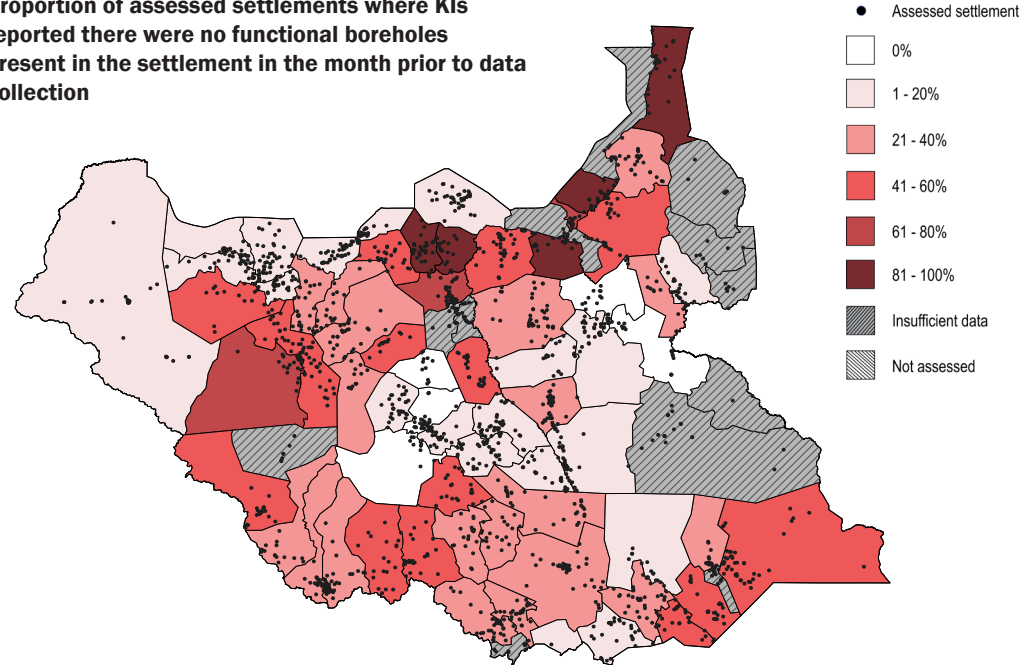 roportion of assessed settlements where KIs
eported there were no functional boreholes
resent in the settlement in the month prior to data
ollection
Assessed settlement
0%
1 - 20%
21 - 40%
41 - 60%
61 - 80%
81 - 100%
Insufficient data
Not assessed